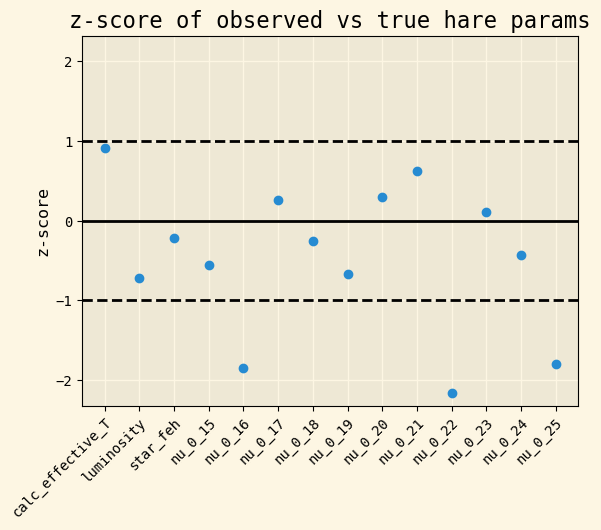 z-score of observed vs true hare params
z-score
2
1
0
−1
−2
calc_effective_T
luminosity
star_feh
nu_0_15
nu_0_16
nu_0_17
nu_0_18
nu_0_19
nu_0_20
nu_0_21
nu_0_22
nu_0_23
nu_0_24
nu_0_25